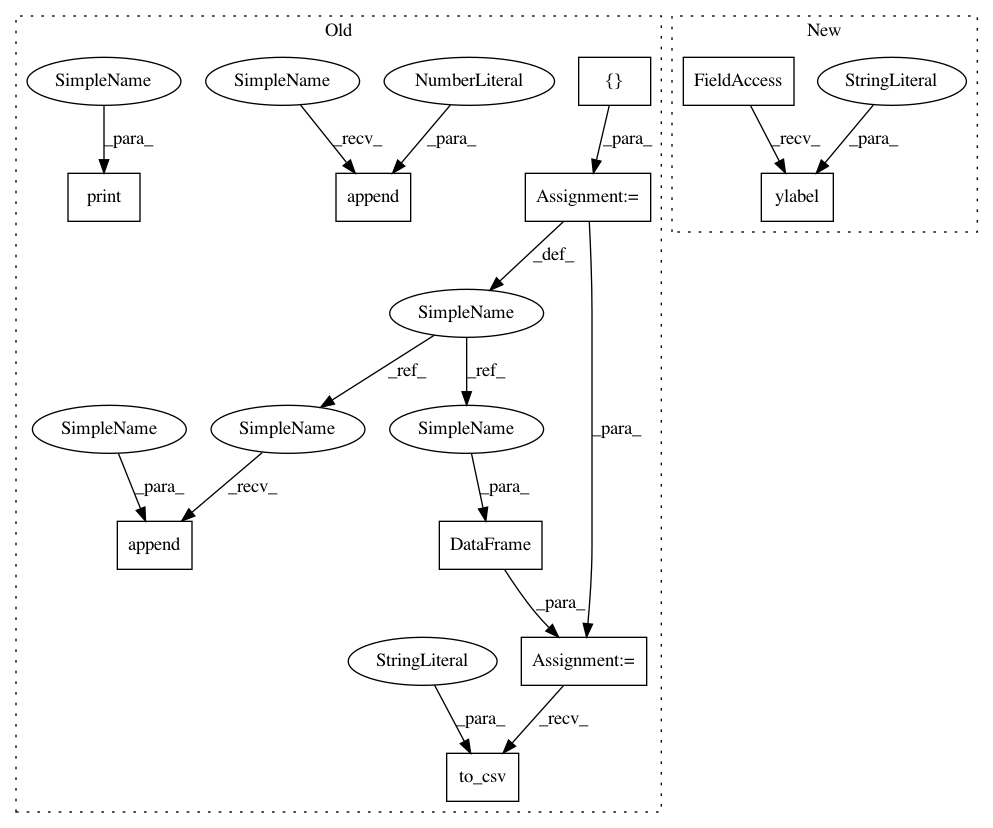 Old
New
SimpleName
SimpleName
NumberLiteral
{}
FieldAccess
StringLiteral
_para_
_recv_
_para_
_para_
_recv_
_para_
print
append
Assignment:=
ylabel
_def_
SimpleName
_ref_
_ref_
SimpleName
SimpleName
SimpleName
_para_
_para_
_recv_
_para_
append
DataFrame
_para_
StringLiteral
Assignment:=
_para_
_recv_
to_csv